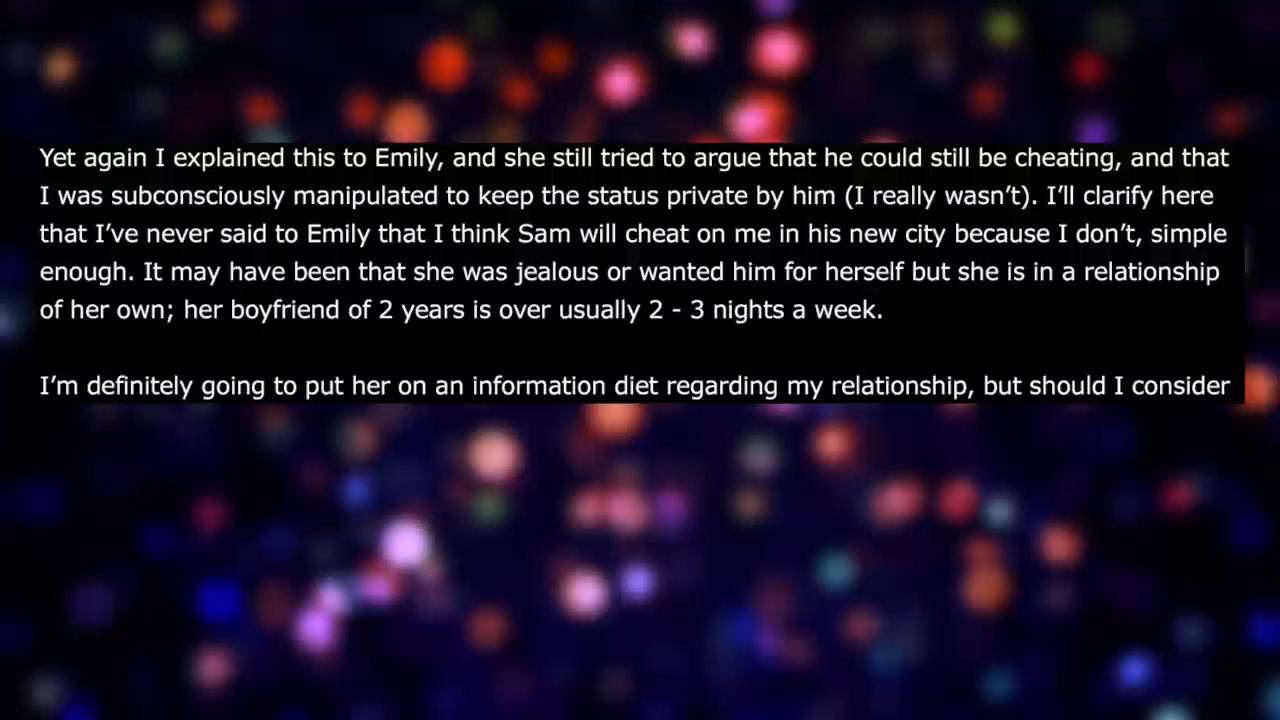 Yet again I explained this to Emily, and she still tried to argue that he could still be cheating, and that
I was subconsciously manipulated to keep the status private by him (I really wasn’t). I’ll clarify here
that I’ve never said to Emily that I think Sam will cheat on me in his new city because I don’t, simple
enough. It may have been that she was jealous or wanted him for herself but she is in a relationship
of her own; her boyfriend of 2 years is over usually 2 - 3 nights a week.
I’m definitely going to put her on an information diet regarding my relationship, but should I consider